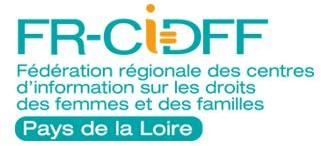 FR-CiDFF
Fédération régionale des centres
d'information sur les droits
des femmes et des familles
Pays de la Loire